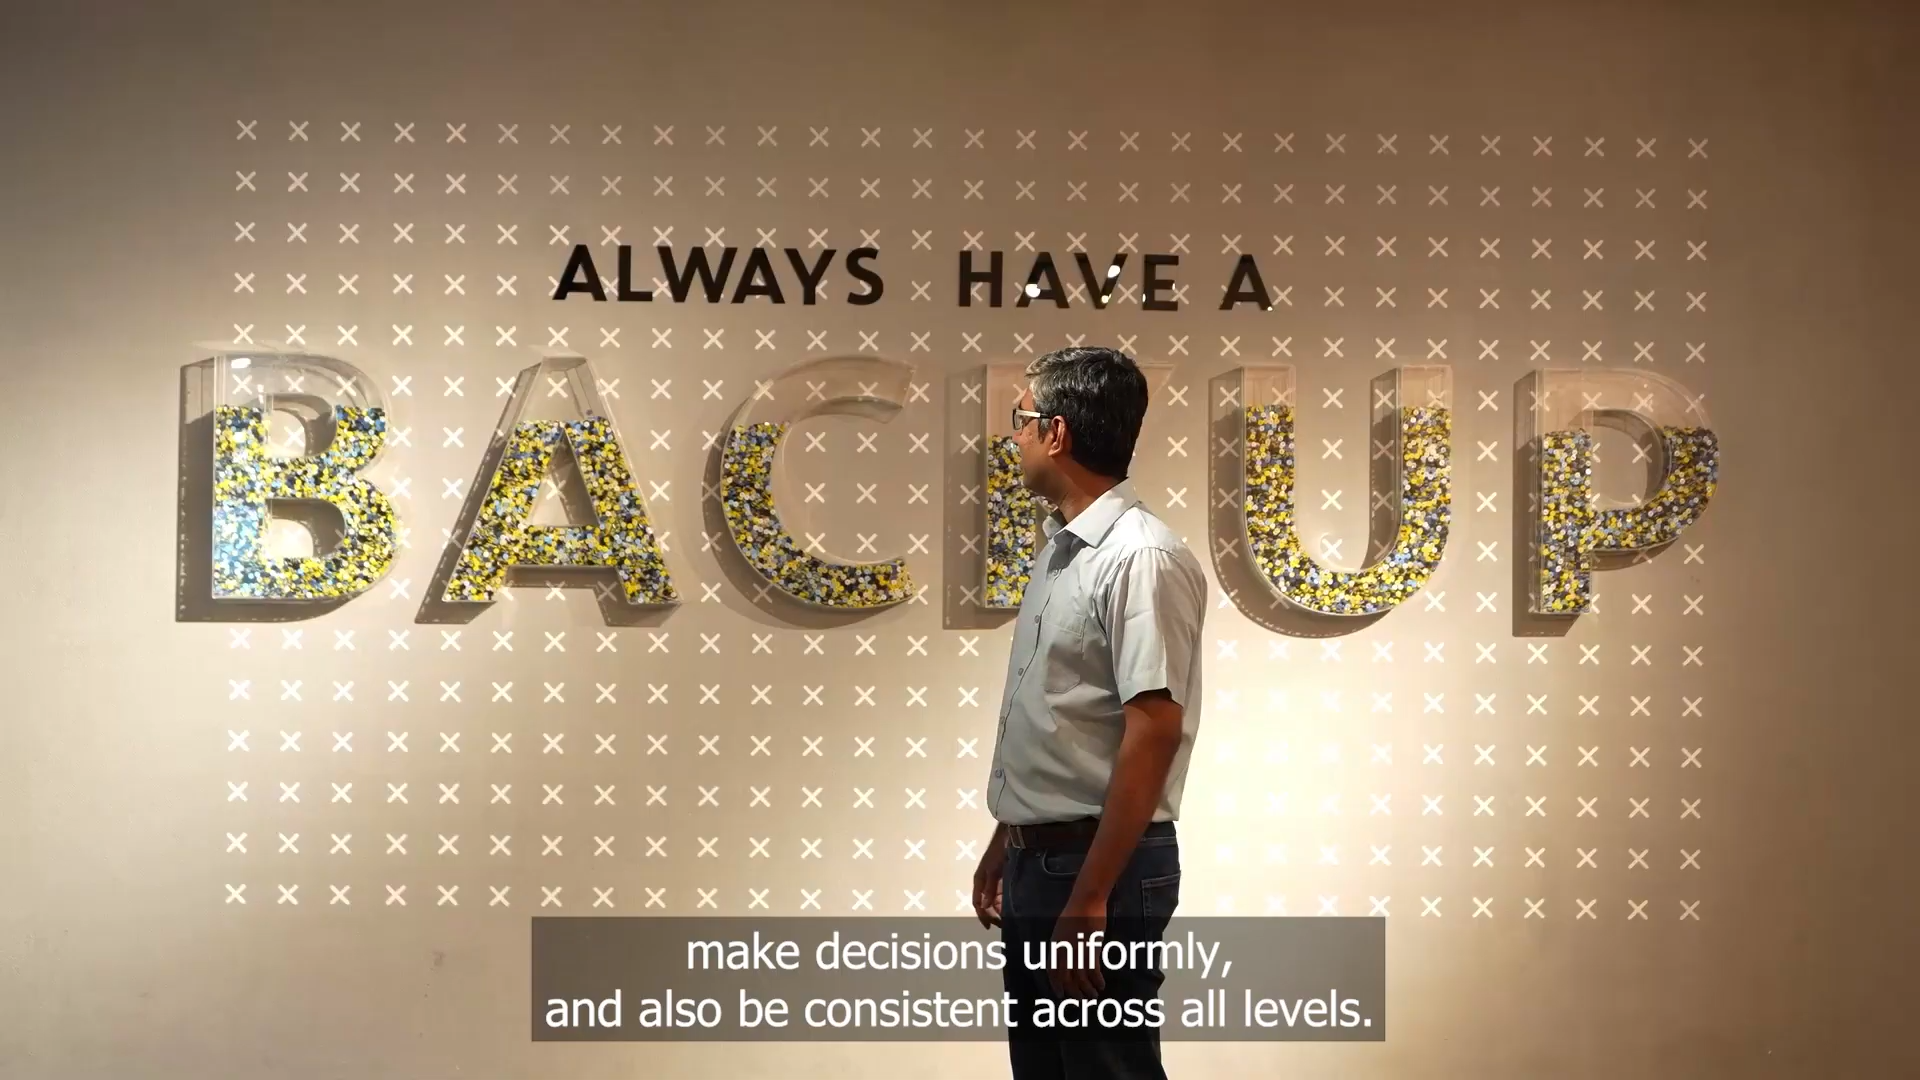 ALWAYS HAVE A
BACKUP
make decisions uniformly,
and also be consistent across all levels.